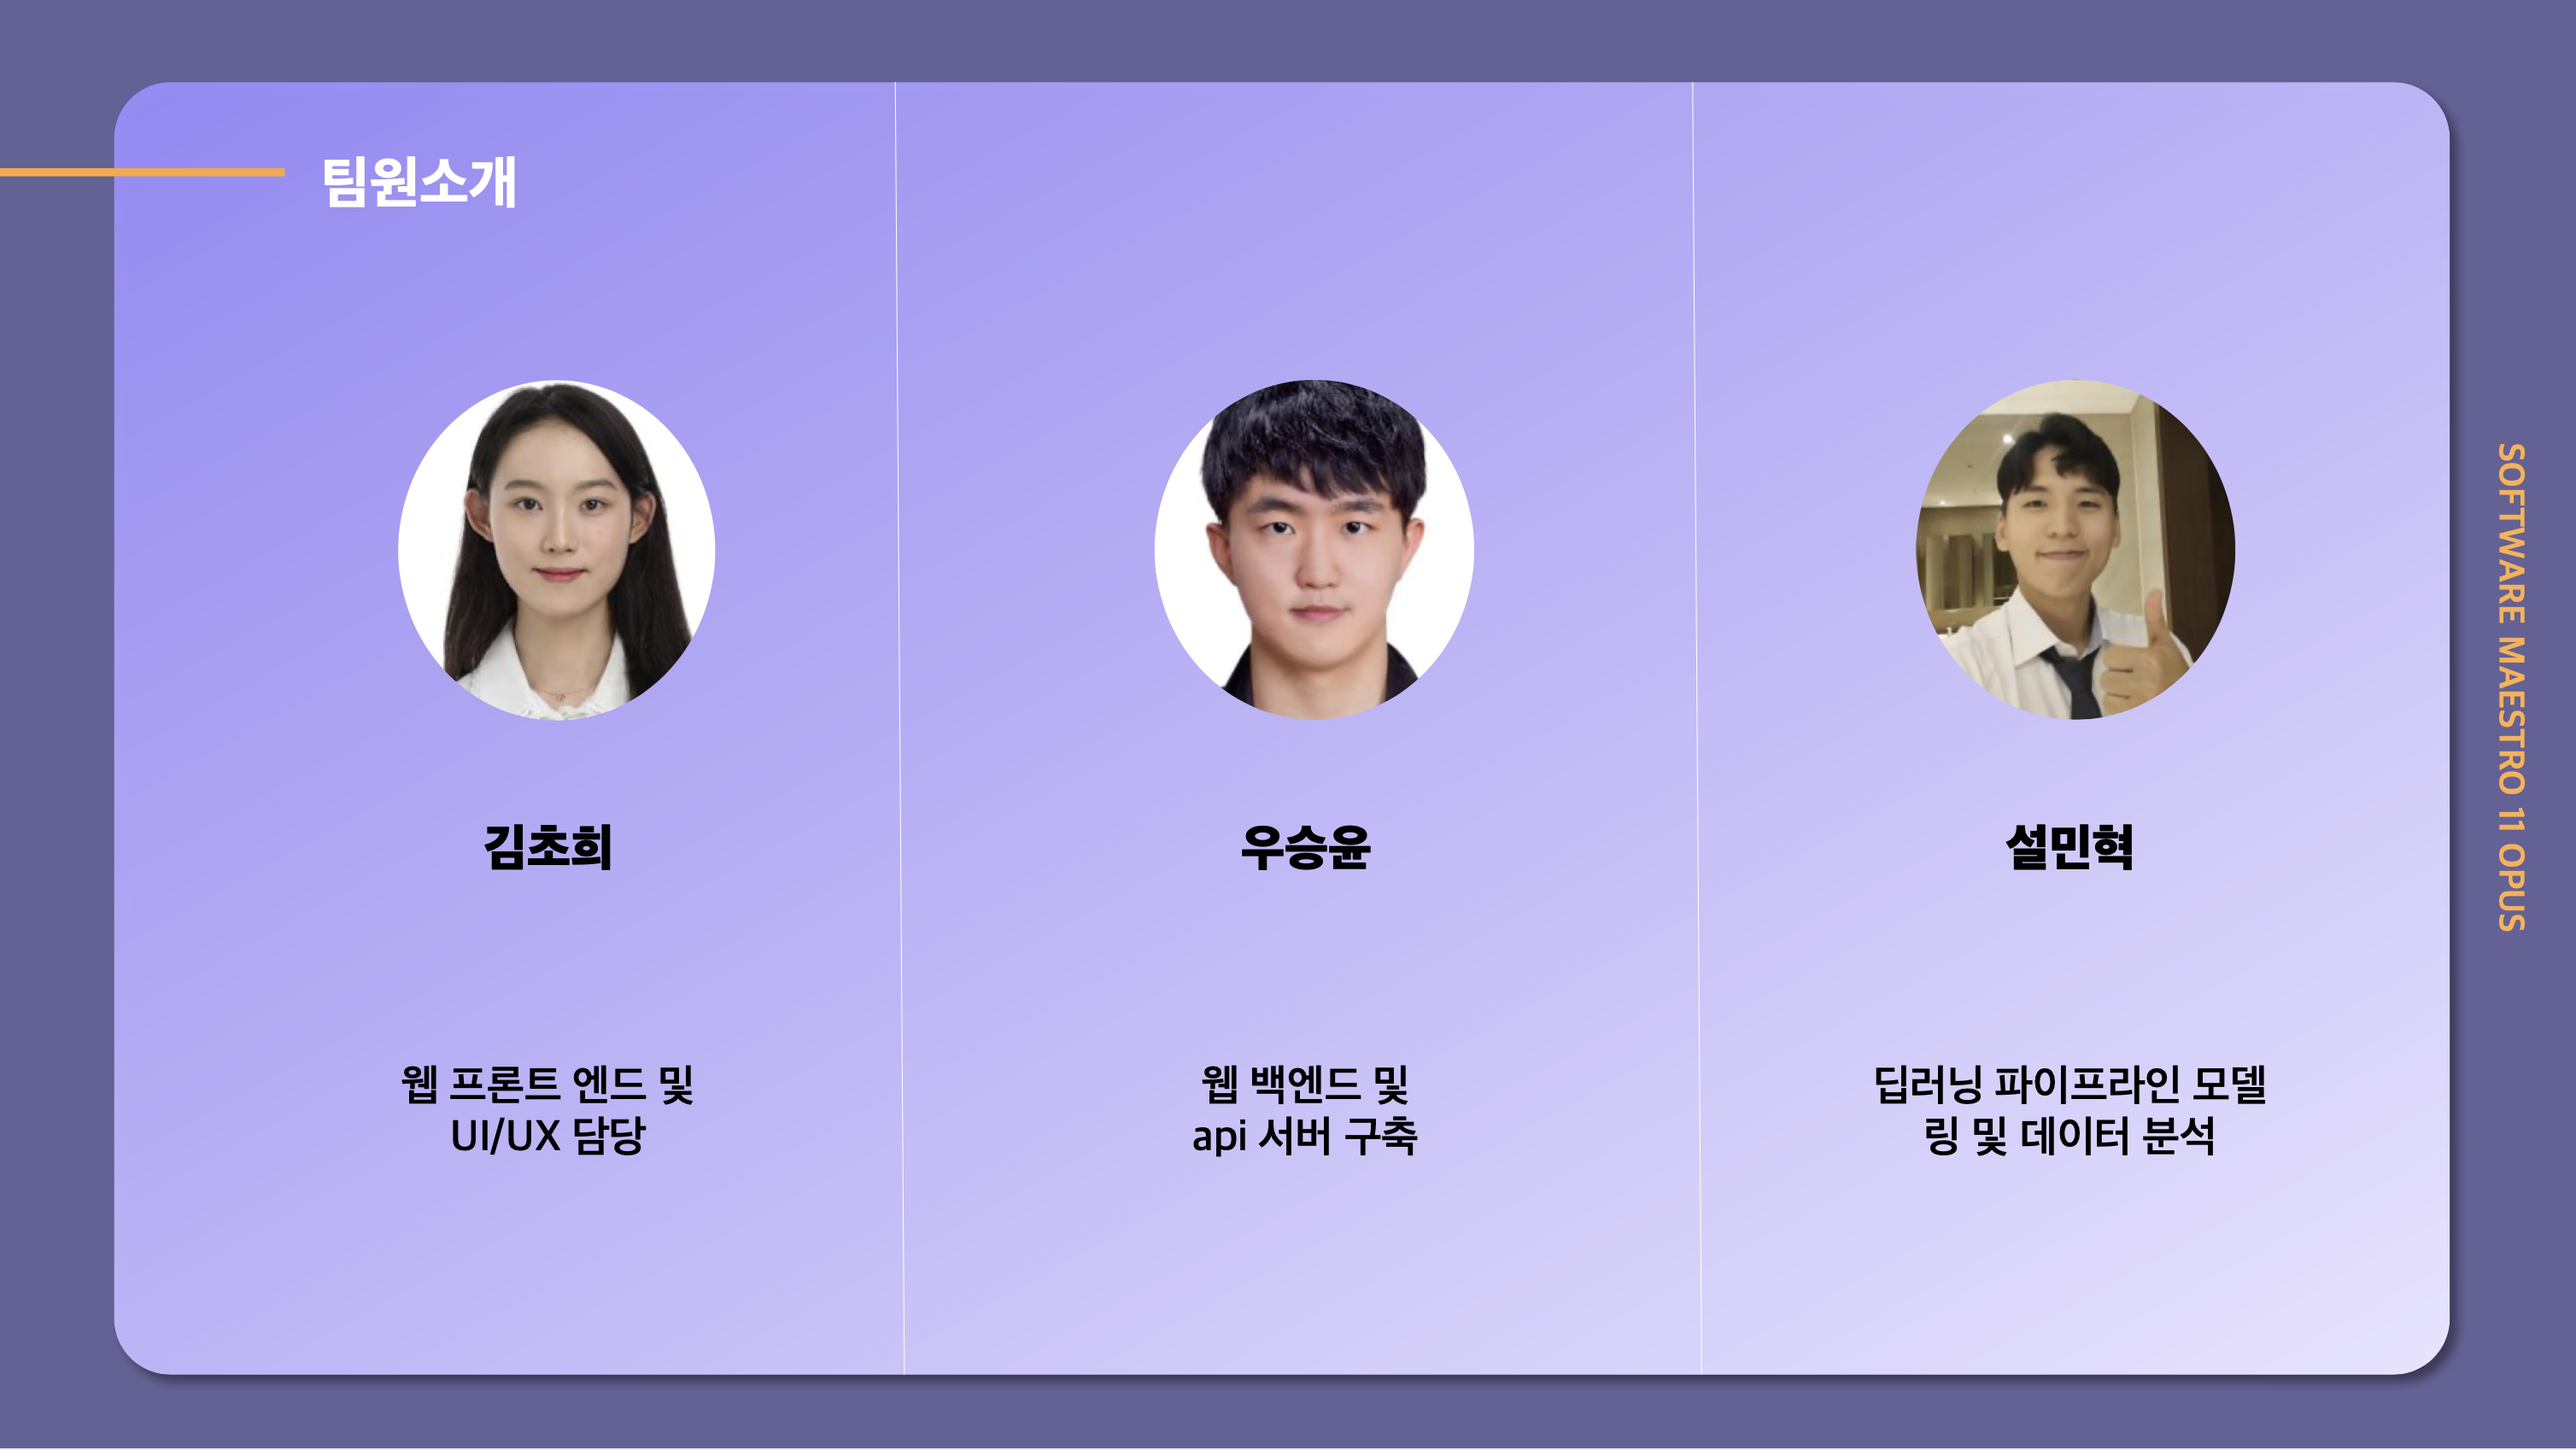 팀원소개
김초희
우승윤
설민혁
웹 프론트 엔드 및
UI/UX 담당
웹 백엔드 및
api 서버 구축
딥러닝 파이프라인 모델
링 및 데이터 분석
SOFTWARE MAESTRO 11 OPUS